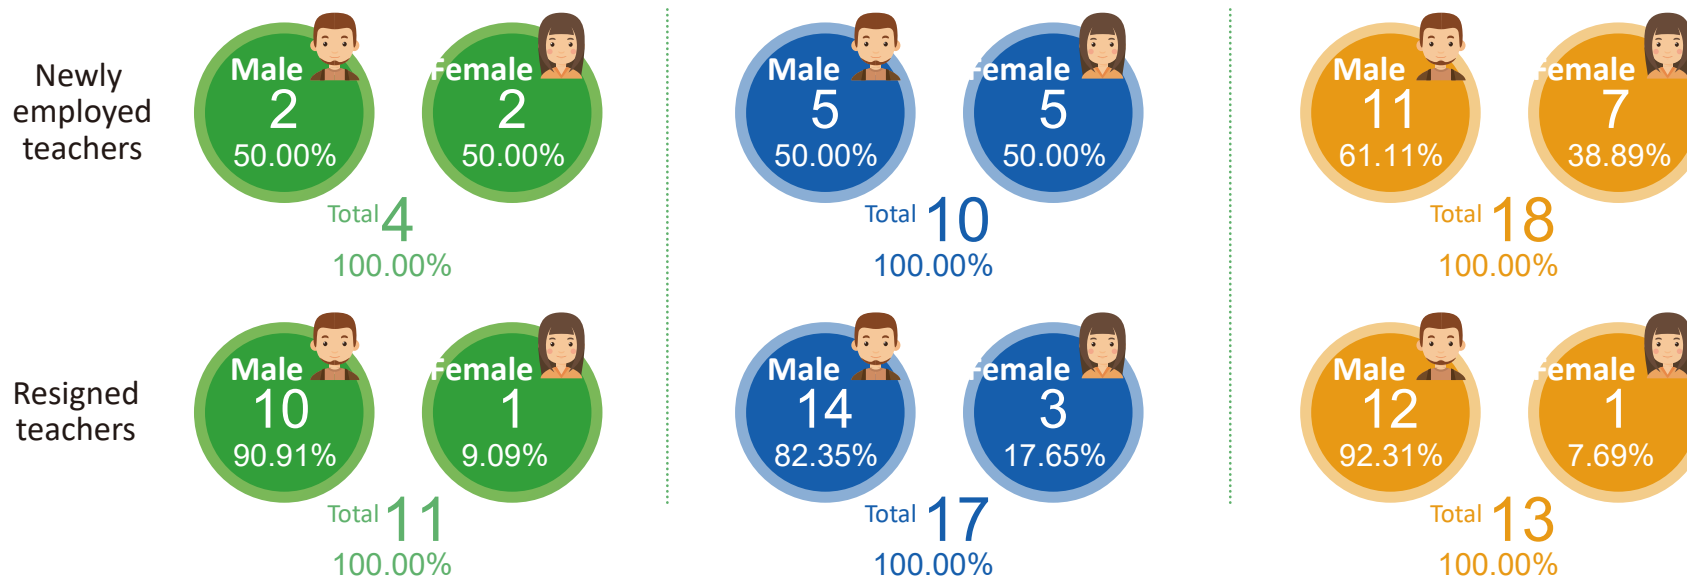 Newly
employed
teachers
Male
2
50.00%
Female
2
50.00%
Total 4
100.00%
Male
5
50.00%
Female
5
50.00%
Total 10
100.00%
Male
11
61.11%
Female
7
38.89%
Total 18
100.00%
Resigned
teachers
Male
10
90.91%
Female
1
9.09%
Total 11
100.00%
Male
14
82.35%
Female
3
17.65%
Total 17
100.00%
Male
12
92.31%
Female
1
7.69%
Total 13
100.00%